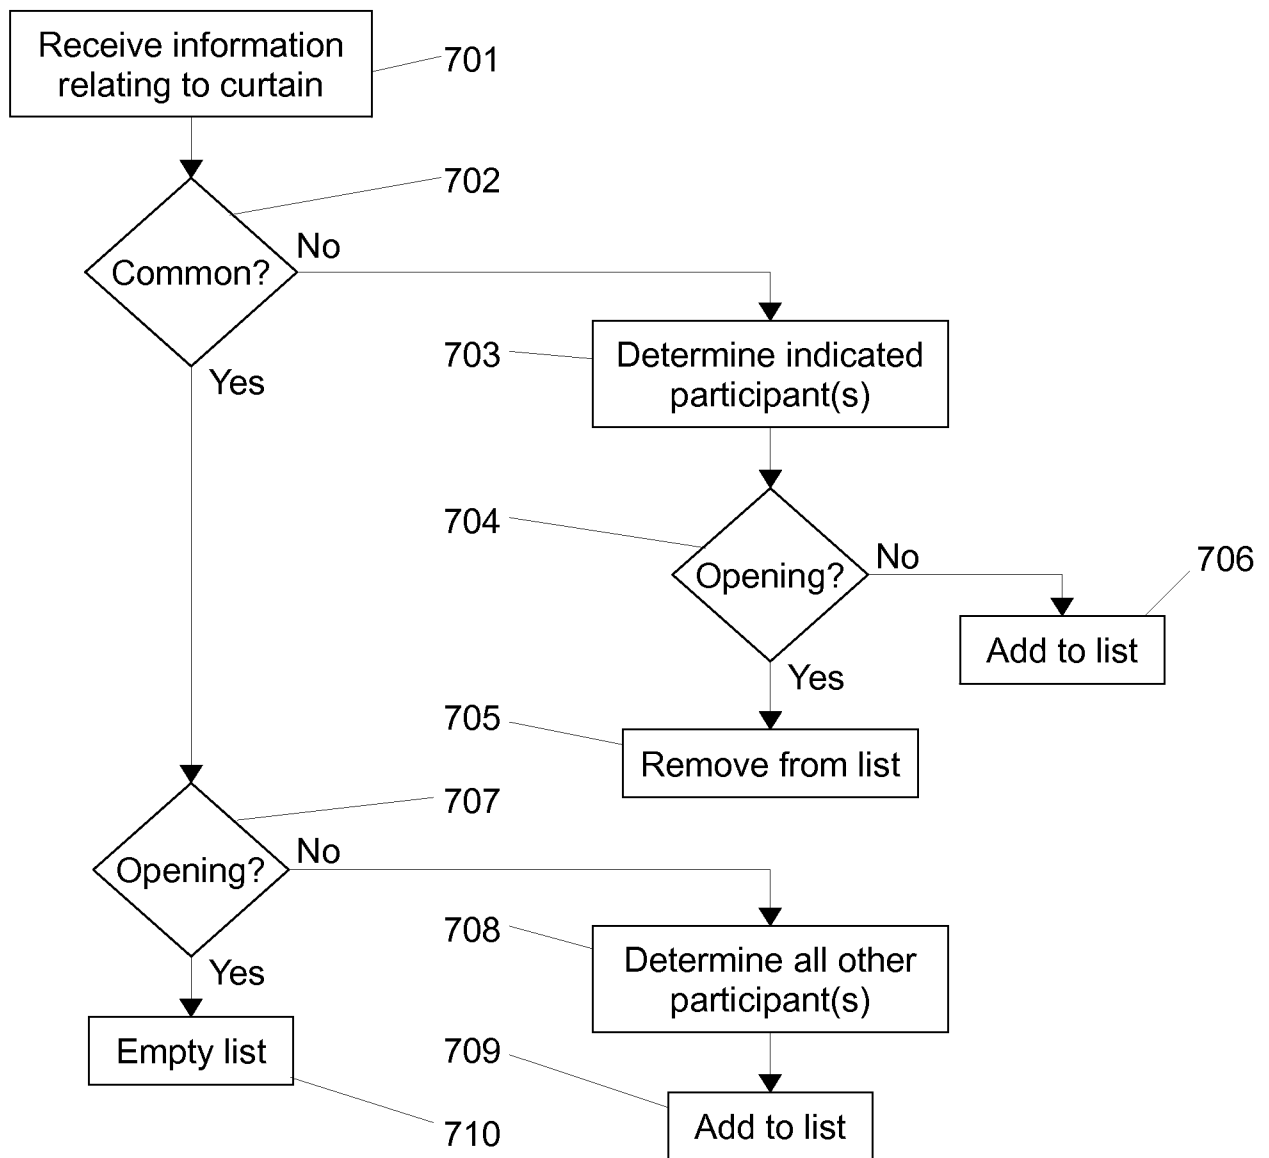 Receive information
relating to curtain
701
702
Common?
No
Yes
703
Determine indicated
participant(s)
704
Opening?
No
706
Add to list
Yes
705
Remove from list
707
Opening?
No
Yes
708
Determine all other
participant(s)
Empty list
709
710
Add to list